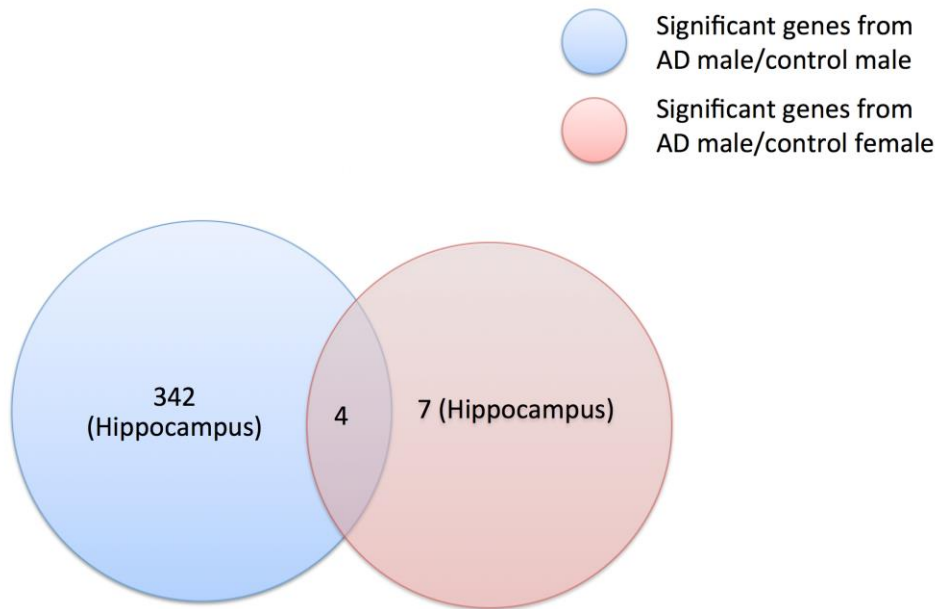 Significant genes from
AD male/control male
Significant genes from
AD male/control female
342
(Hippocampus)
4
7 (Hippocampus)